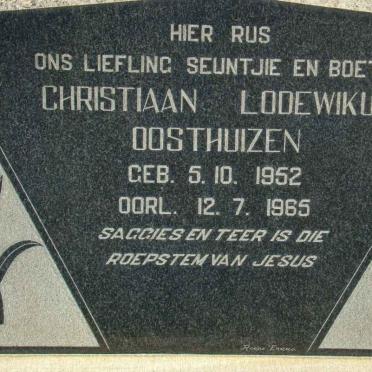 HIER RUS
ONS LIEFLING SEUNTJIE EN BOET
CHRISTIAAN LODEWIKU
OOSTHUIZEN
GEB. 5.10. 1952
OORL. 12.7. 1965
SAGGIES EN TEER IS DIE
ROEPSTEM VAN JESUS